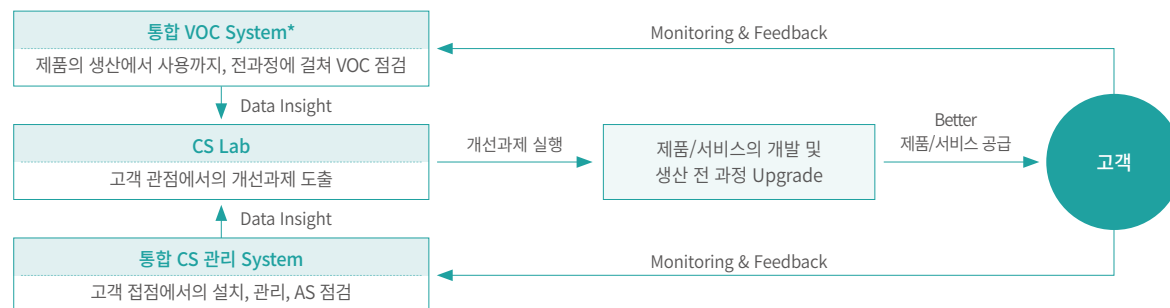 통합 VOC System*
제품의 생산에서 사용까지, 전과정에 걸쳐 VOC 점검
Monitoring & Feedback
Data Insight
CS Lab
고객 관점에서의 개선과제 도출
개선과제 실행
제품/서비스의 개발 및
생산 전 과정 Upgrade
Better
제품/서비스 공급
고객
Data Insight
통합 CS 관리 System
고객 접점에서의 설치, 관리, AS 점검
Monitoring & Feedback